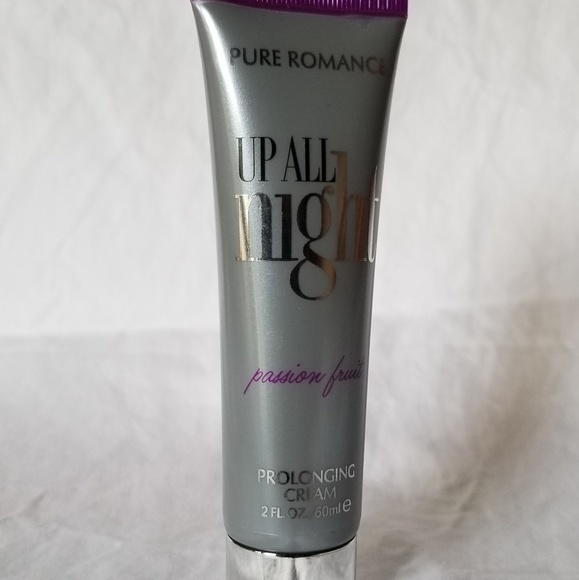 PURE ROMANCE
UP ALL
night
passion fruit
PROLONGING
CREAM
2 FL.OZ./60ml e